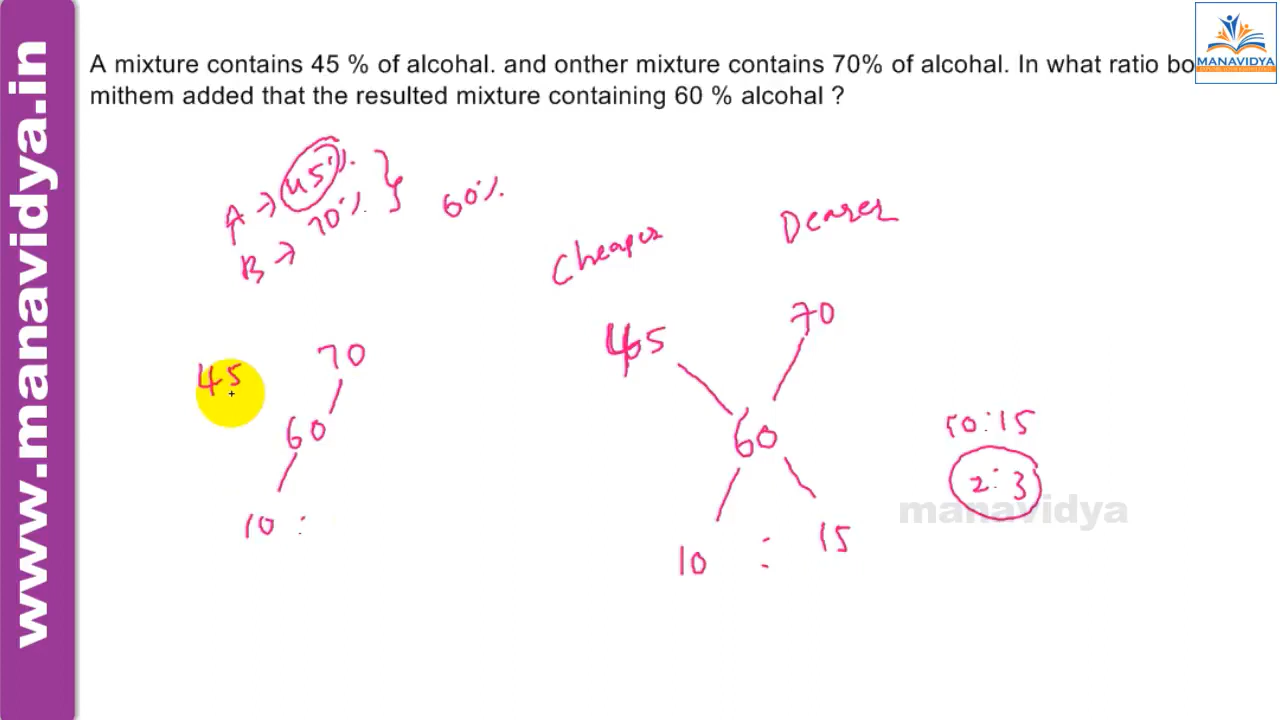 www.manavidya.in
MANAVIDYA
A mixture contains 45 % of alcohal. and onther mixture contains 70% of alcohal. In what ratio bo
mithem added that the resulted mixture containing 60 % alcohal ?
A → 45%
B → 70%
60%
Cheaper
Dearer
45 70
60
10 :
45 70
60
10 : 15
10:15
2:3
manavidya